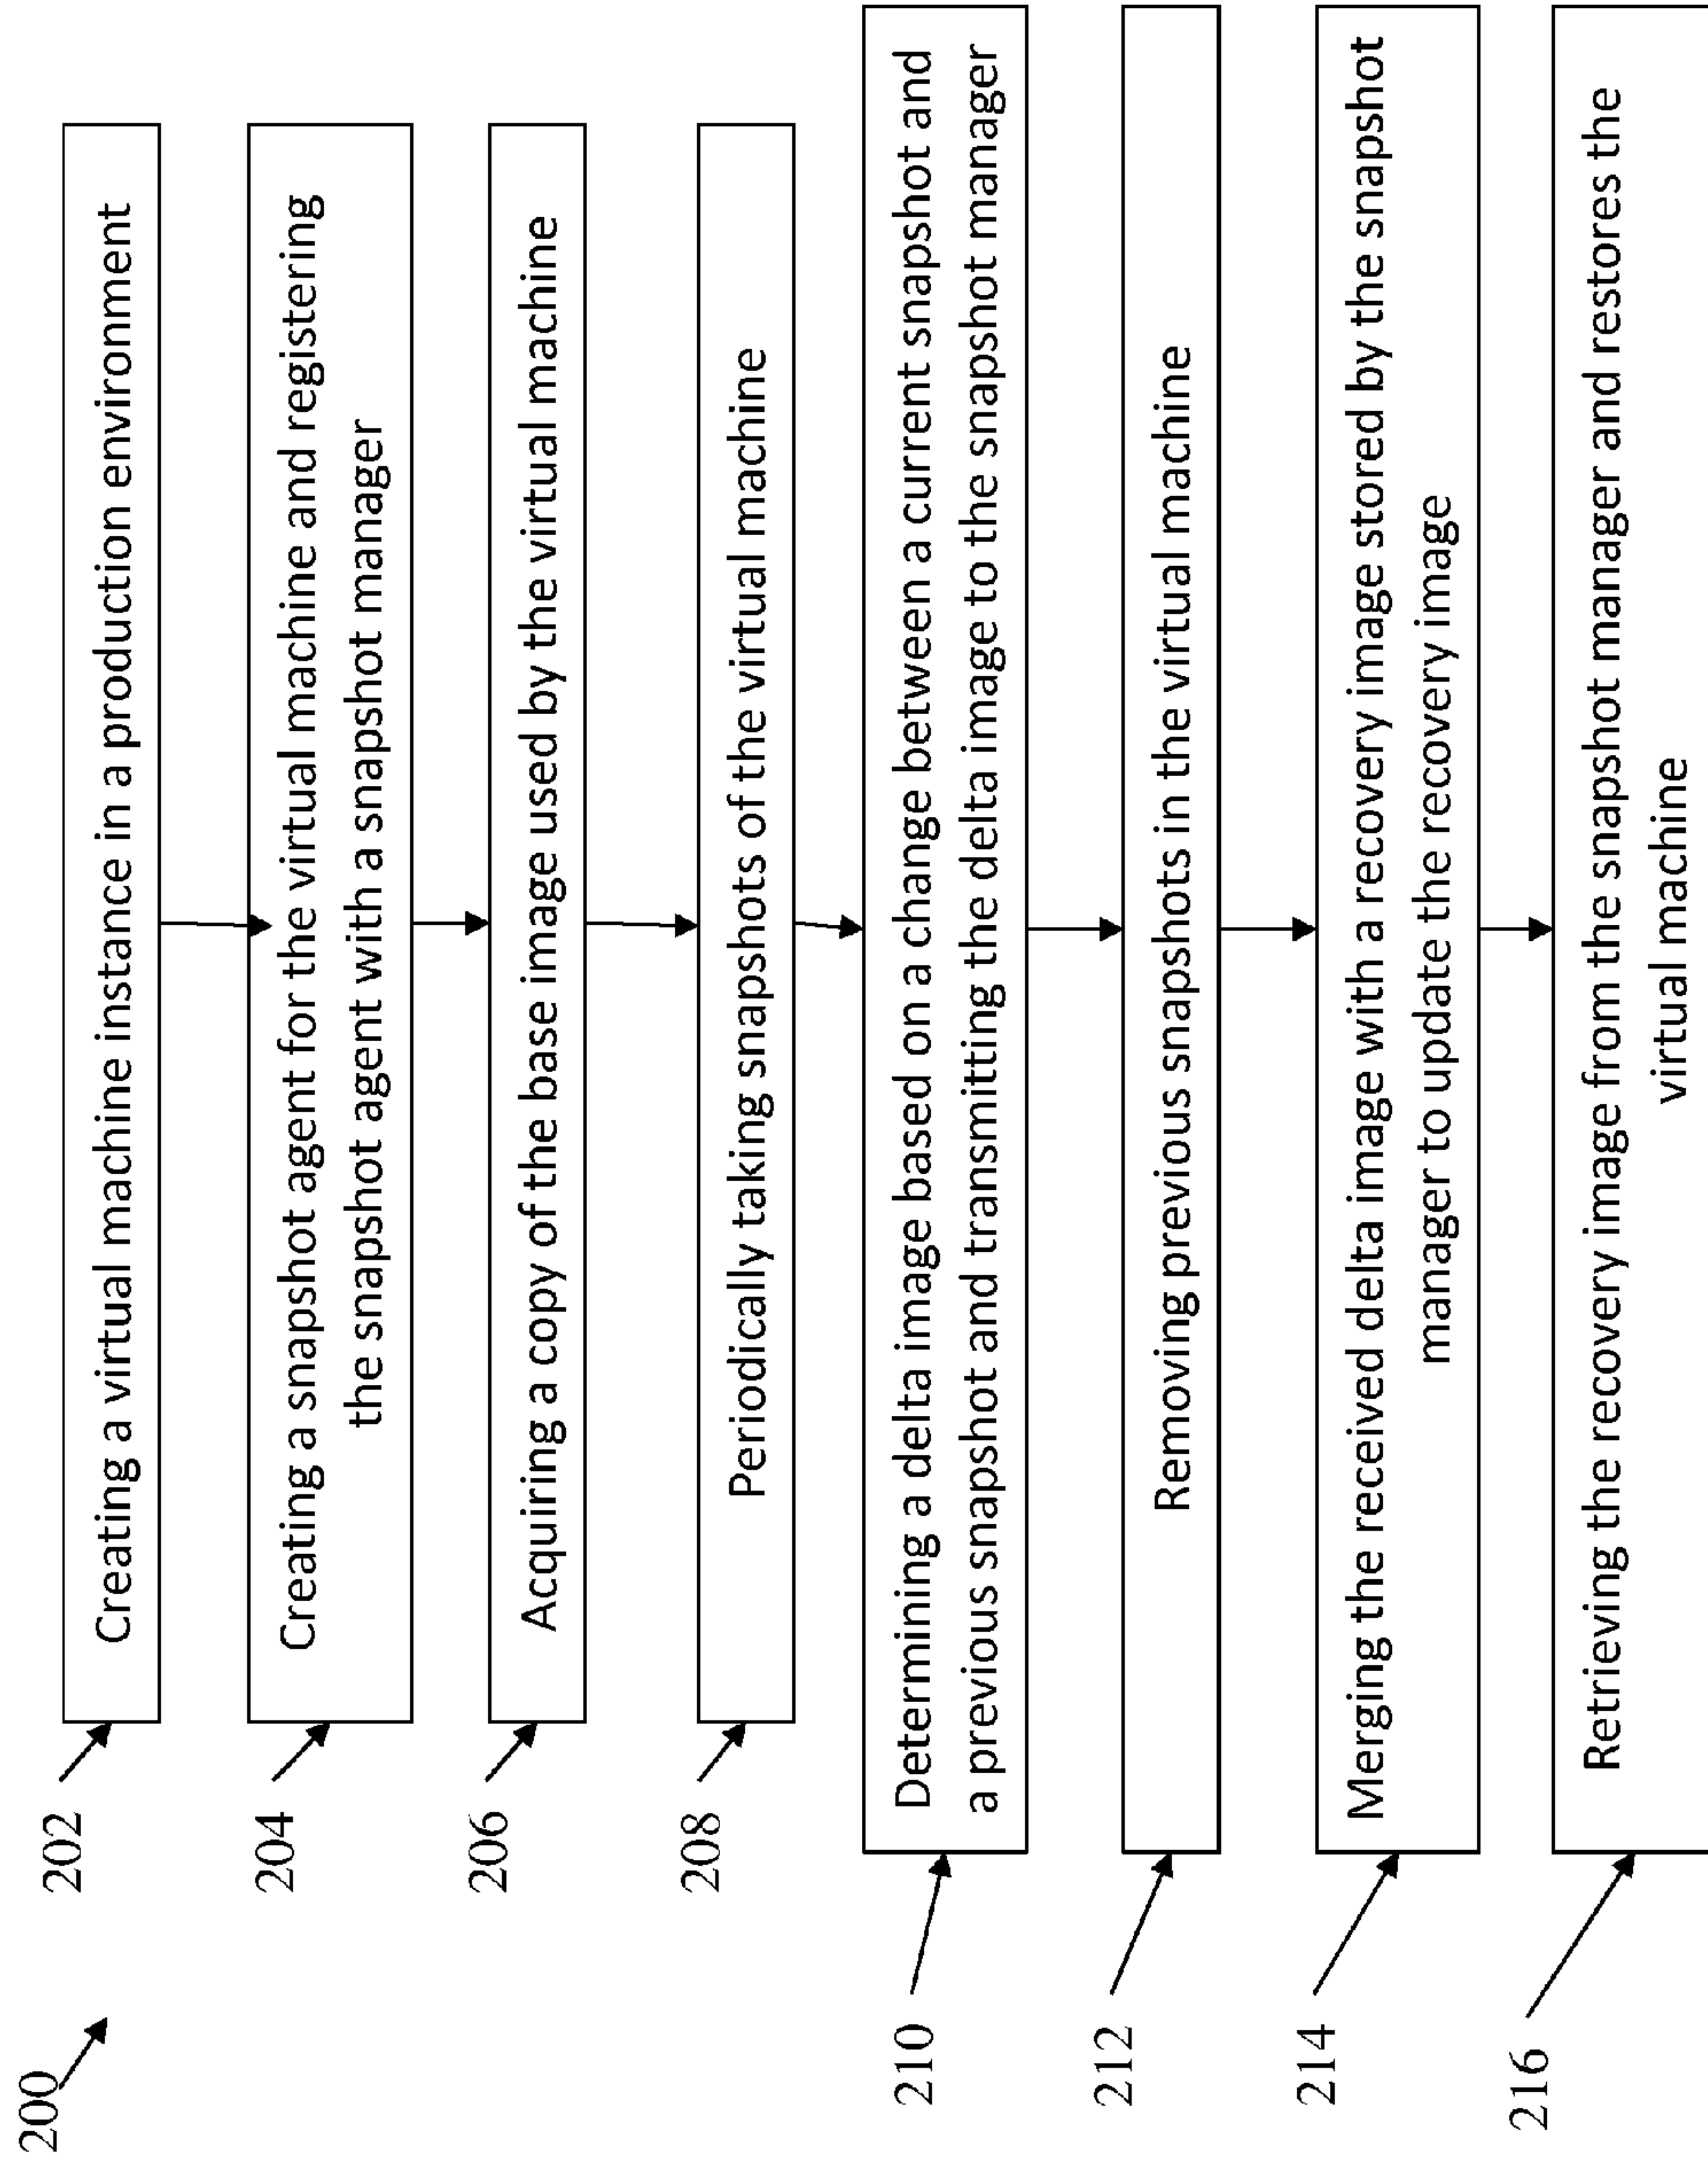 200
202
Creating a virtual machine instance in a production environment
204
Creating a snapshot agent for the virtual machine and registering
the snapshot agent with a snapshot manager
206
Acquiring a copy of the base image used by the virtual machine
208
Periodically taking snapshots of the virtual machine
210
Determining a delta image based on a change between a current snapshot and
a previous snapshot and transmitting the delta image to the snapshot manager
212
Removing previous snapshots in the virtual machine
214
Merging the received delta image with a recovery image stored by the snapshot
manager to update the recovery image
216
Retrieving the recovery image from the snapshot manager and restores the
virtual machine